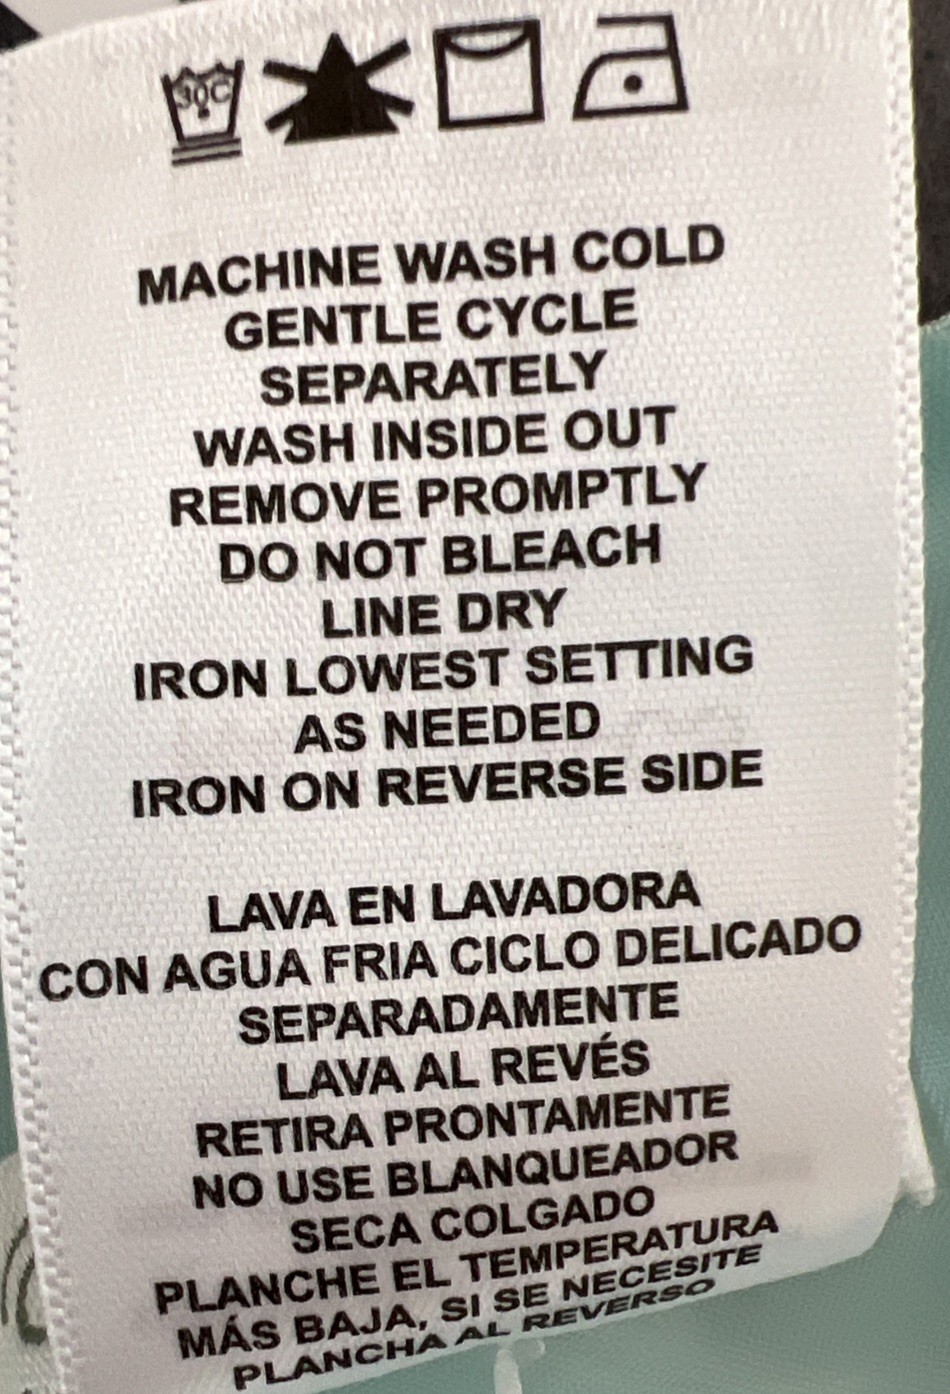 30C
MACHINE WASH COLD
GENTLE CYCLE
SEPARATELY
WASH INSIDE OUT
REMOVE PROMPTLY
DO NOT BLEACH
LINE DRY
IRON LOWEST SETTING
AS NEEDED
IRON ON REVERSE SIDE
LAVA EN LAVADORA
CON AGUA FRIA CICLO DELICADO
SEPARADAMENTE
LAVA AL REVÉS
RETIRA PRONTAMENTE
NO USE BLANQUEADOR
SECA COLGADO
PLANCHE EL TEMPERATURA
MÁS BAJA, SI SE NECESITE
PLANCHA AL REVERSO